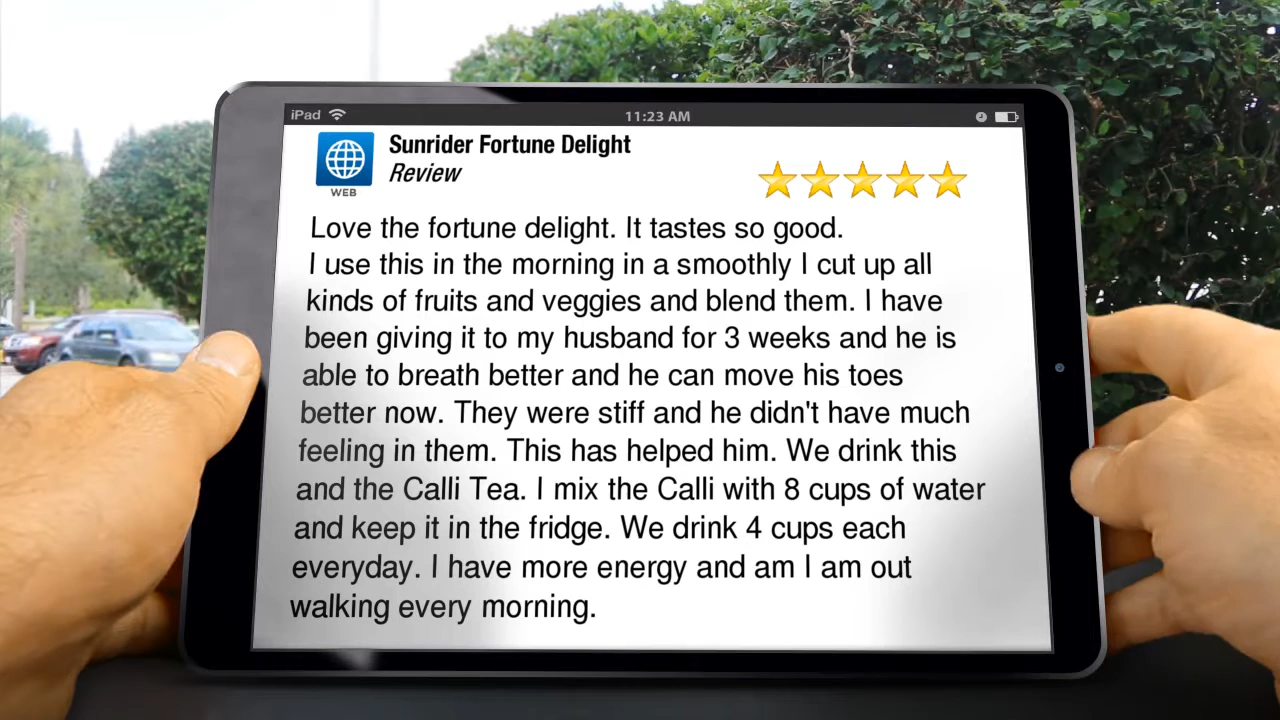 iPad
11:23 AM
WEB
Sunrider Fortune Delight
Review
Love the fortune delight. It tastes so good.
I use this in the morning in a smoothly I cut up all
kinds of fruits and veggies and blend them. I have
been giving it to my husband for 3 weeks and he is
able to breath better and he can move his toes
better now. They were stiff and he didn't have much
feeling in them. This has helped him. We drink this
and the Calli Tea. I mix the Calli with 8 cups of water
and keep it in the fridge. We drink 4 cups each
everyday. I have more energy and am I am out
walking every morning.